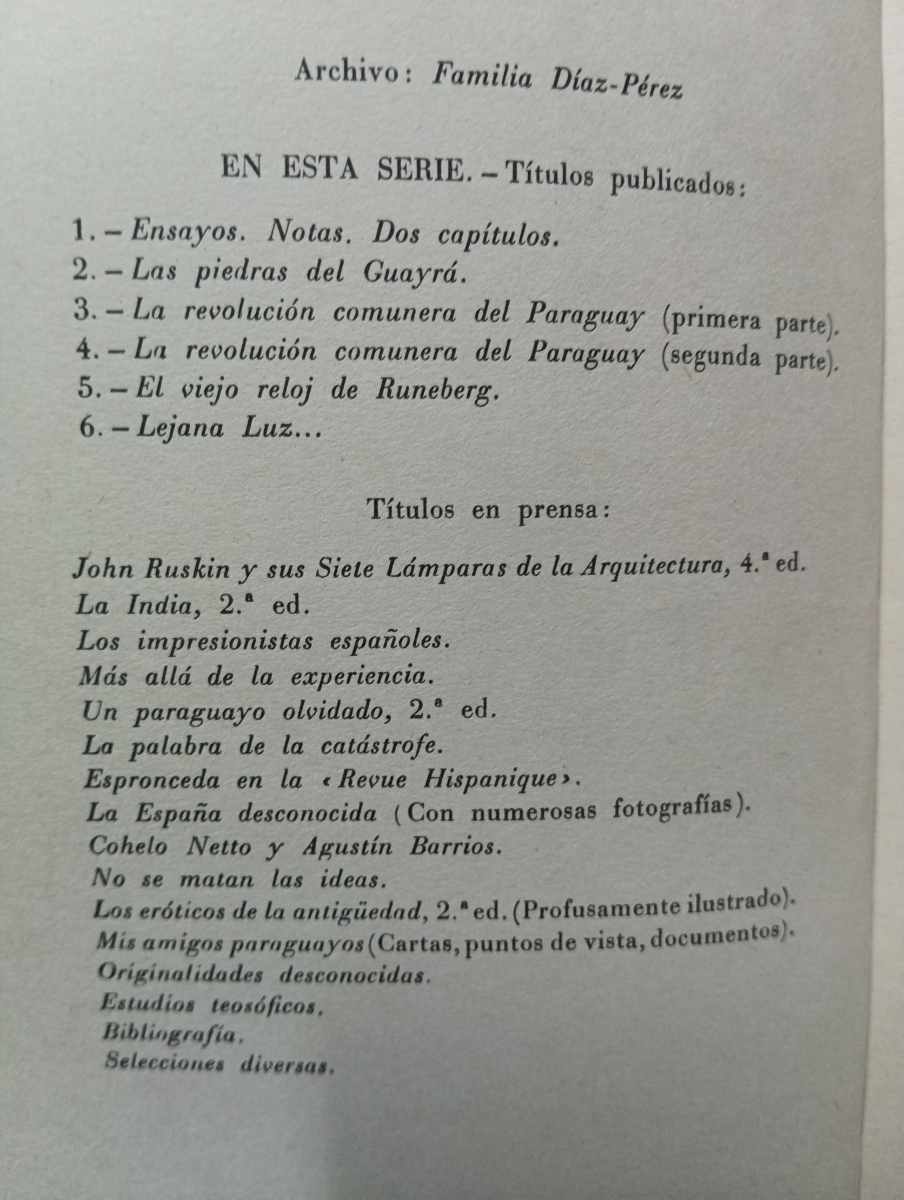 Archivo: Familia Díaz-Pérez
EN ESTA SERIE. – Títulos publicados:
1. – Ensayos. Notas. Dos capítulos.
2. – Las piedras del Guayrá.
3. – La revolución comunera del Paraguay (primera parte).
4. – La revolución comunera del Paraguay (segunda parte).
5. – El viejo reloj de Runeberg.
6. – Lejana Luz...
Títulos en prensa:
John Ruskin y sus Siete Lámparas de la Arquitectura, 4.ª ed.
La India, 2.ª ed.
Los impresionistas españoles.
Más allá de la experiencia.
Un paraguayo olvidado, 2.ª ed.
La palabra de la catástrofe.
Espronceda en la ‹Revue Hispanique›.
La España desconocida (Con numerosas fotografías).
Cohelo Netto y Agustín Barrios.
No se matan las ideas.
Los eróticos de la antigüedad, 2.ª ed. (Profusamente ilustrado).
Mis amigos paraguayos (Cartas, puntos de vista, documentos).
Originalidades desconocidas.
Estudios teosóficos.
Bibliografía.
Selecciones diversas.